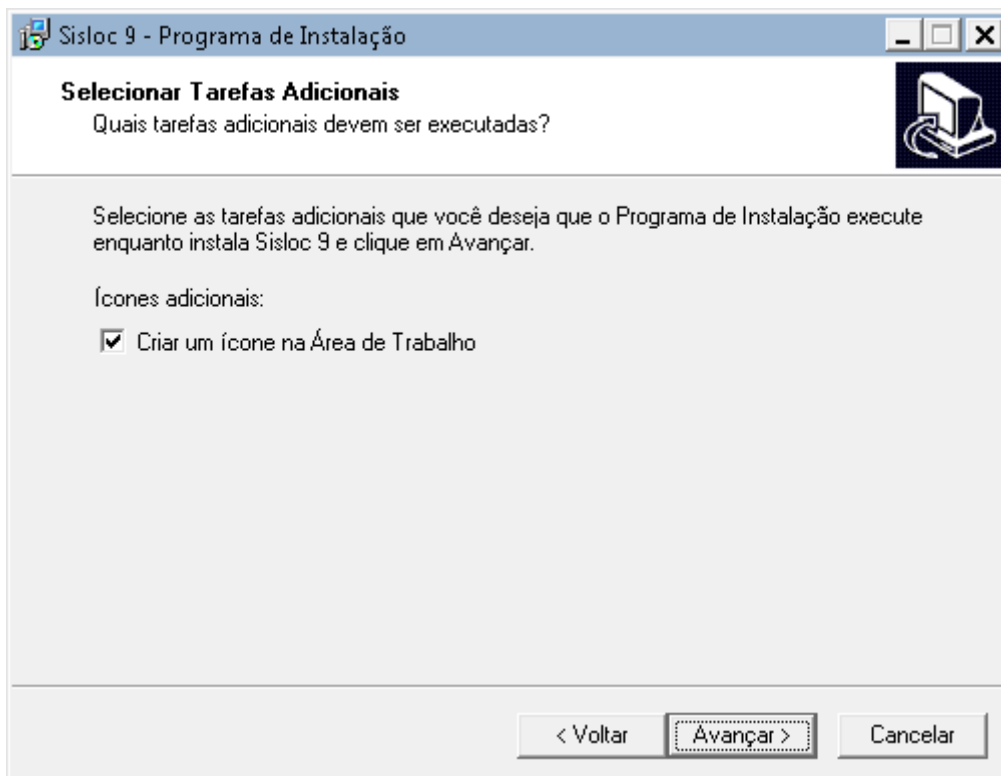 Sisloc 9 - Programa de Instalação
Selecionar Tarefas Adicionais
Quais tarefas adicionais devem ser executadas?
Selecione as tarefas adicionais que você deseja que o Programa de Instalação execute
enquanto instala Sisloc 9 e clique em Avançar.
Ícones adicionais:
Criar um ícone na Área de Trabalho
< Voltar
Avançar >
Cancelar